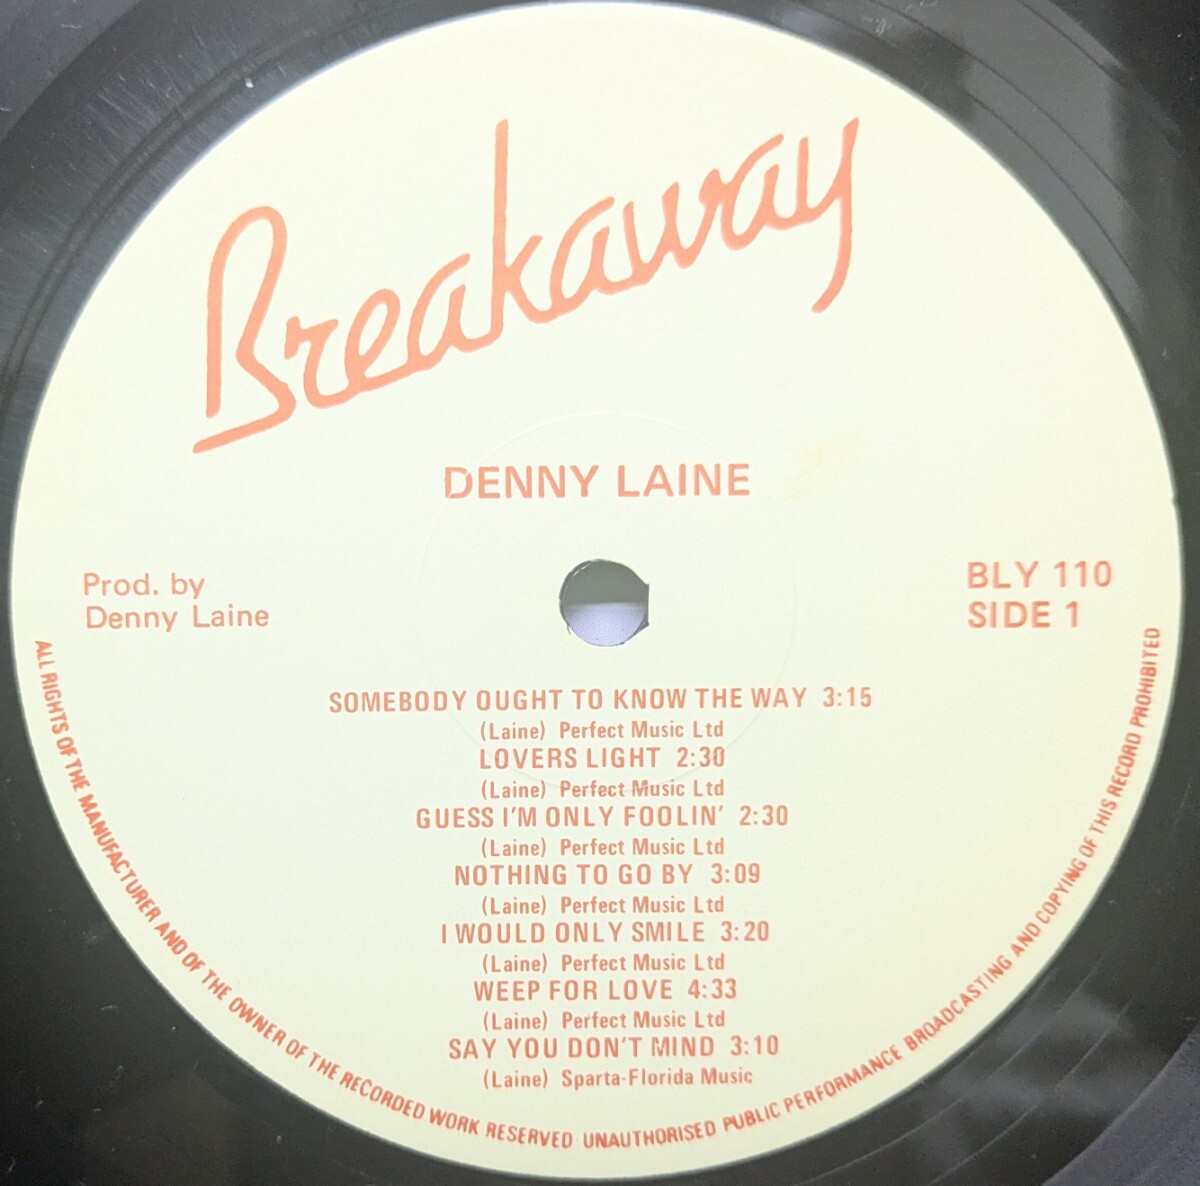 Breakaway
DENNY LAINE
Prod. by
Denny Laine
BLY 110
SIDE 1
SOMEBODY OUGHT TO KNOW THE WAY 3:15
(Laine) Perfect Music Ltd
LOVERS LIGHT 2:30
(Laine) Perfect Music Ltd
GUESS I'M ONLY FOOLIN' 2:30
(Laine) Perfect Music Ltd
NOTHING TO GO BY 3:09
(Laine) Perfect Music Ltd
I WOULD ONLY SMILE 3:20
(Laine) Perfect Music Ltd
WEEP FOR LOVE 4:33
(Laine) Perfect Music Ltd
SAY YOU DON'T MIND 3:10
(Laine) Sparta-Florida Music
ALL RIGHTS OF THE MANUFACTURER AND OF THE OWNER OF THE RECORDED WORK RESERVED UNAUTHORISED PUBLIC PERFORMANCE BROADCASTING AND COPYING OF THIS RECORD PROHIBITED